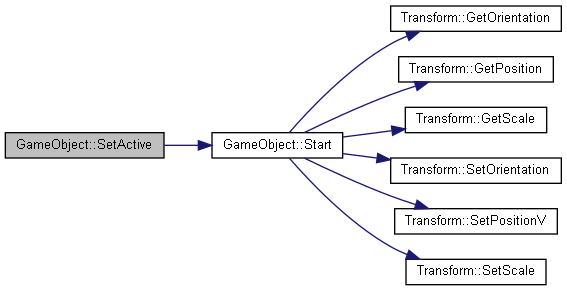 GameObject::SetActive
GameObject::Start
Transform::GetOrientation
Transform::GetPosition
Transform::GetScale
Transform::SetOrientation
Transform::SetPositionV
Transform::SetScale